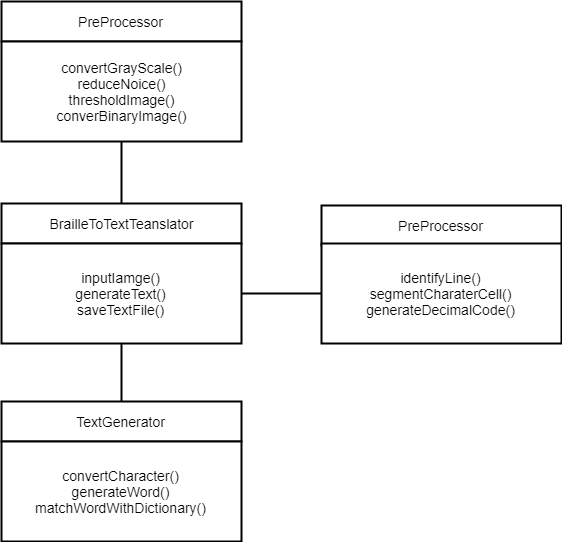 PreProcessor
convertGrayScale()
reduceNoice()
thresholdImage()
converBinaryImage()
BrailleToTextTeanslator
inputIamge()
generateText()
saveTextFile()
PreProcessor
identifyLine()
segmentCharaterCell()
generateDecimalCode()
TextGenerator
convertCharacter()
generateWord()
matchWordWithDictionary()